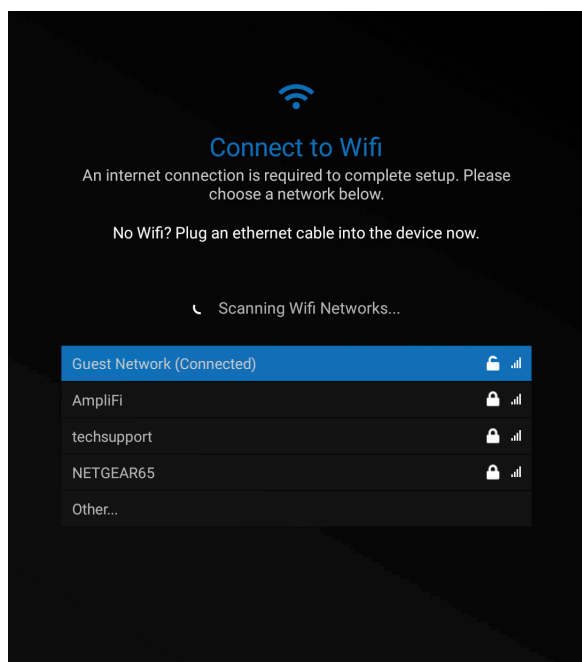 Connect to Wifi
An internet connection is required to complete setup. Please
choose a network below.
No Wifi? Plug an ethernet cable into the device now.
Scanning Wifi Networks...
Guest Network (Connected)
AmpliFi
techsupport
NETGEAR65
Other...